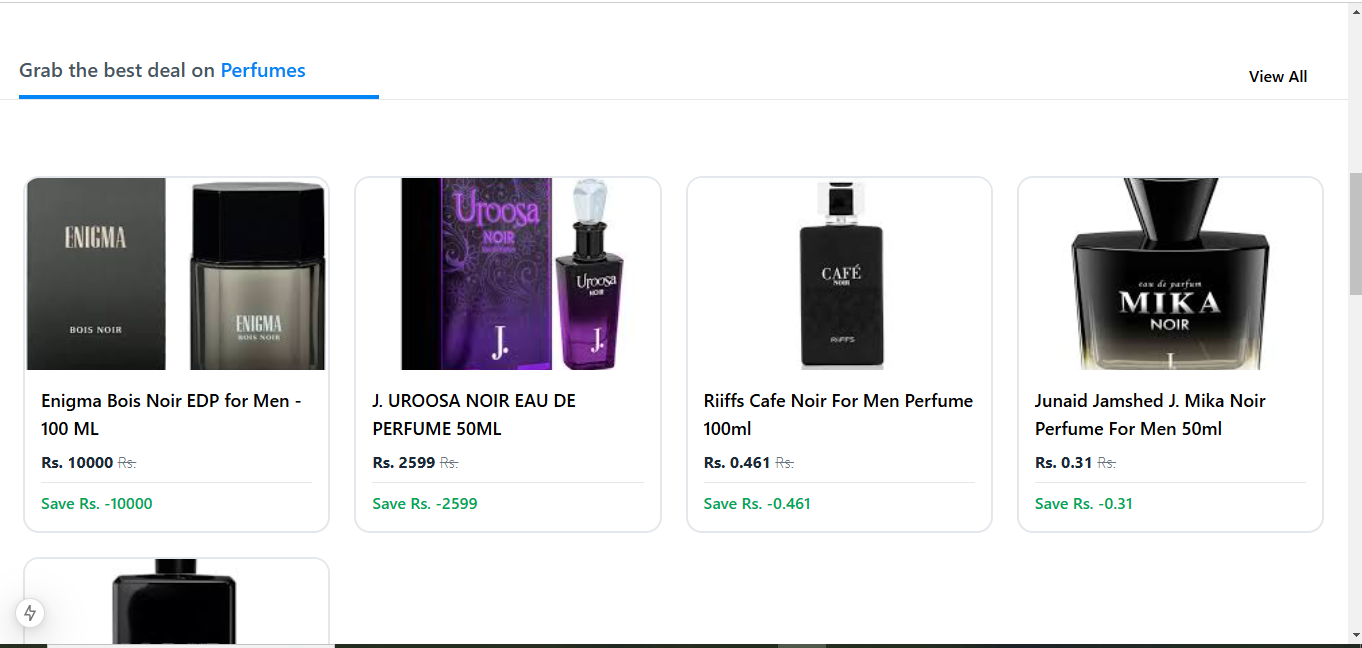 Grab the best deal on Perfumes
View All
ENIGMA
BOIS NOIR
ENIGMA
BOIS NOIR
Uroosa
NOIR
J.
Uroosa
NOIR
J.
CAFÉ
NOIR
RiiFFS
eau de parfum
MIKA
NOIR
J
Enigma Bois Noir EDP for Men -
100 ML
Rs. 10000 Rs.
Save Rs. -10000
J. UROOSA NOIR EAU DE
PERFUME 50ML
Rs. 2599 Rs.
Save Rs. -2599
Riiffs Cafe Noir For Men Perfume
100ml
Rs. 0.461 Rs.
Save Rs. -0.461
Junaid Jamshed J. Mika Noir
Perfume For Men 50ml
Rs. 0.31 Rs.
Save Rs. -0.31